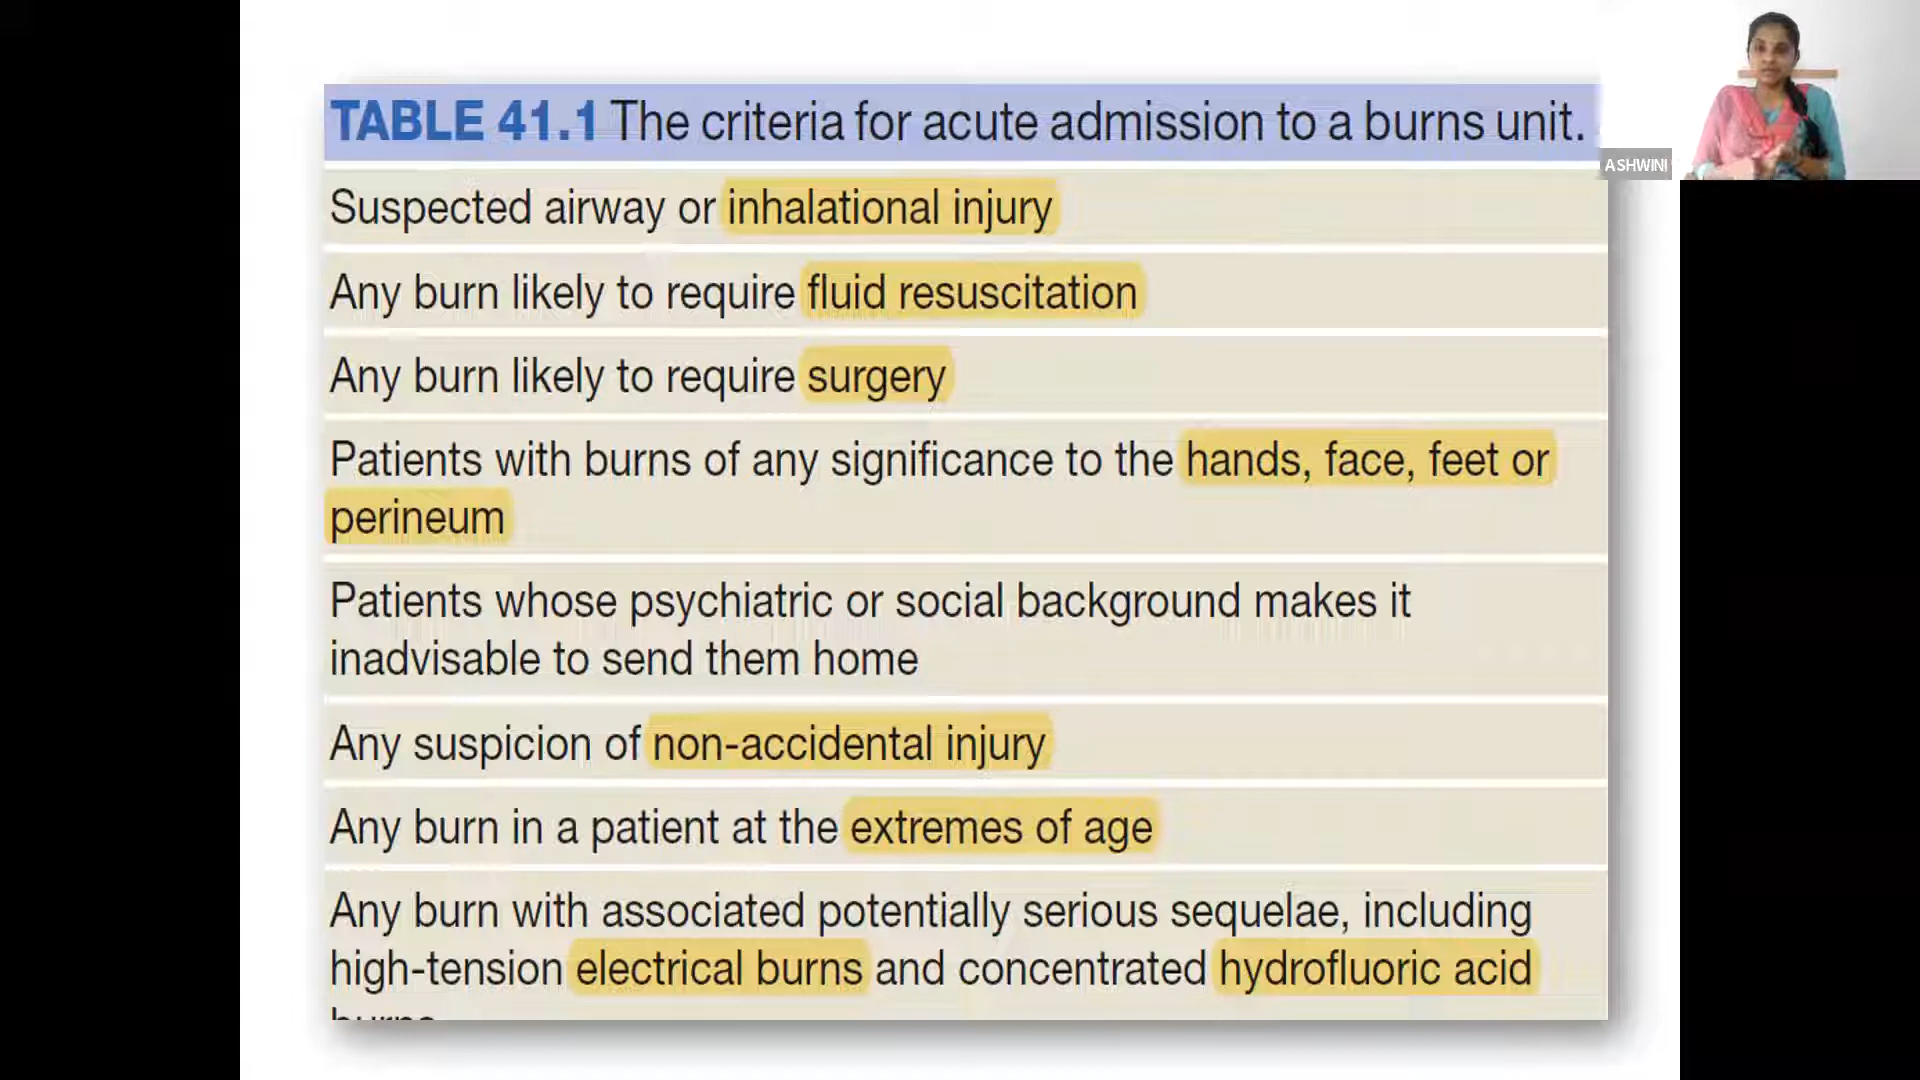 TABLE 41.1 The criteria for acute admission to a burns unit.
ASHWINI
Suspected airway or inhalational injury
Any burn likely to require fluid resuscitation
Any burn likely to require surgery
Patients with burns of any significance to the hands, face, feet or
perineum
Patients whose psychiatric or social background makes it
inadvisable to send them home
Any suspicion of non-accidental injury
Any burn in a patient at the extremes of age
Any burn with associated potentially serious sequelae, including
high-tension electrical burns and concentrated hydrofluoric acid
burns